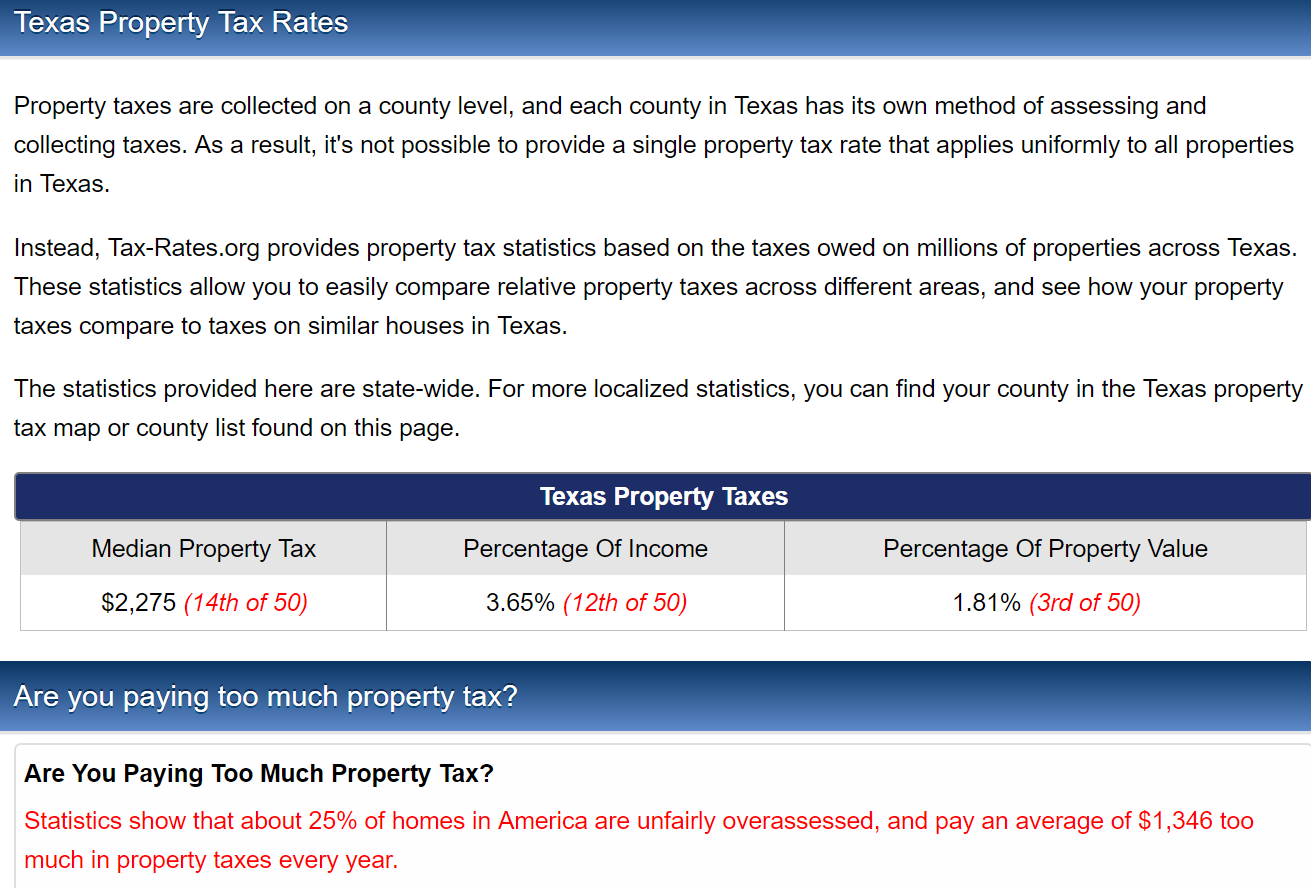 Texas Property Tax Rates
Property taxes are collected on a county level, and each county in Texas has its own method of assessing and
collecting taxes. As a result, it's not possible to provide a single property tax rate that applies uniformly to all properties
in Texas.
Instead, Tax-Rates.org provides property tax statistics based on the taxes owed on millions of properties across Texas.
These statistics allow you to easily compare relative property taxes across different areas, and see how your property
taxes compare to taxes on similar houses in Texas.
The statistics provided here are state-wide. For more localized statistics, you can find your county in the Texas property
tax map or county list found on this page.
Texas Property Taxes
Median Property Tax Percentage Of Income Percentage Of Property Value
$2,275 (14th of 50) 3.65% (12th of 50) 1.81% (3rd of 50)
Are you paying too much property tax?
Are You Paying Too Much Property Tax?
Statistics show that about 25% of homes in America are unfairly overassessed, and pay an average of $1,346 too
much in property taxes every year.